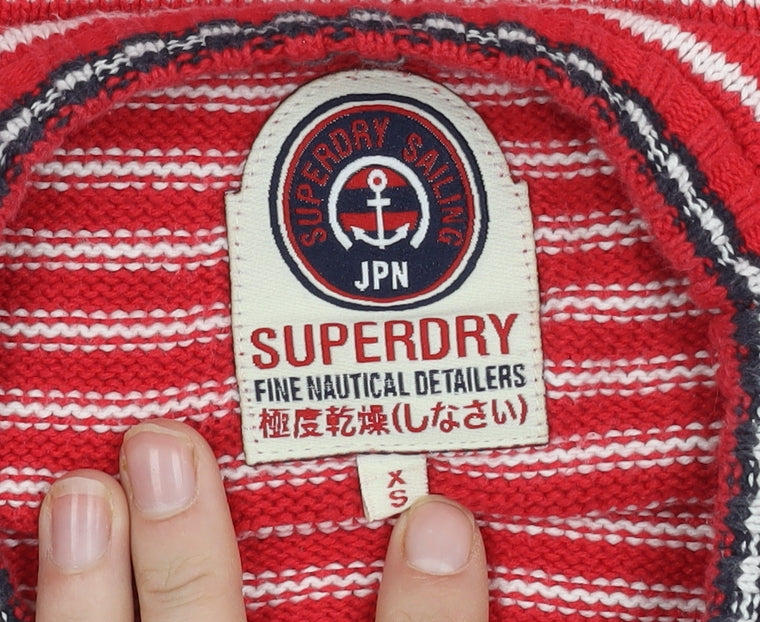 SUPERDRY SAILING
JPN
SUPERDRY
FINE NAUTICAL DETAILERS
極度乾燥(しなさい)
XS